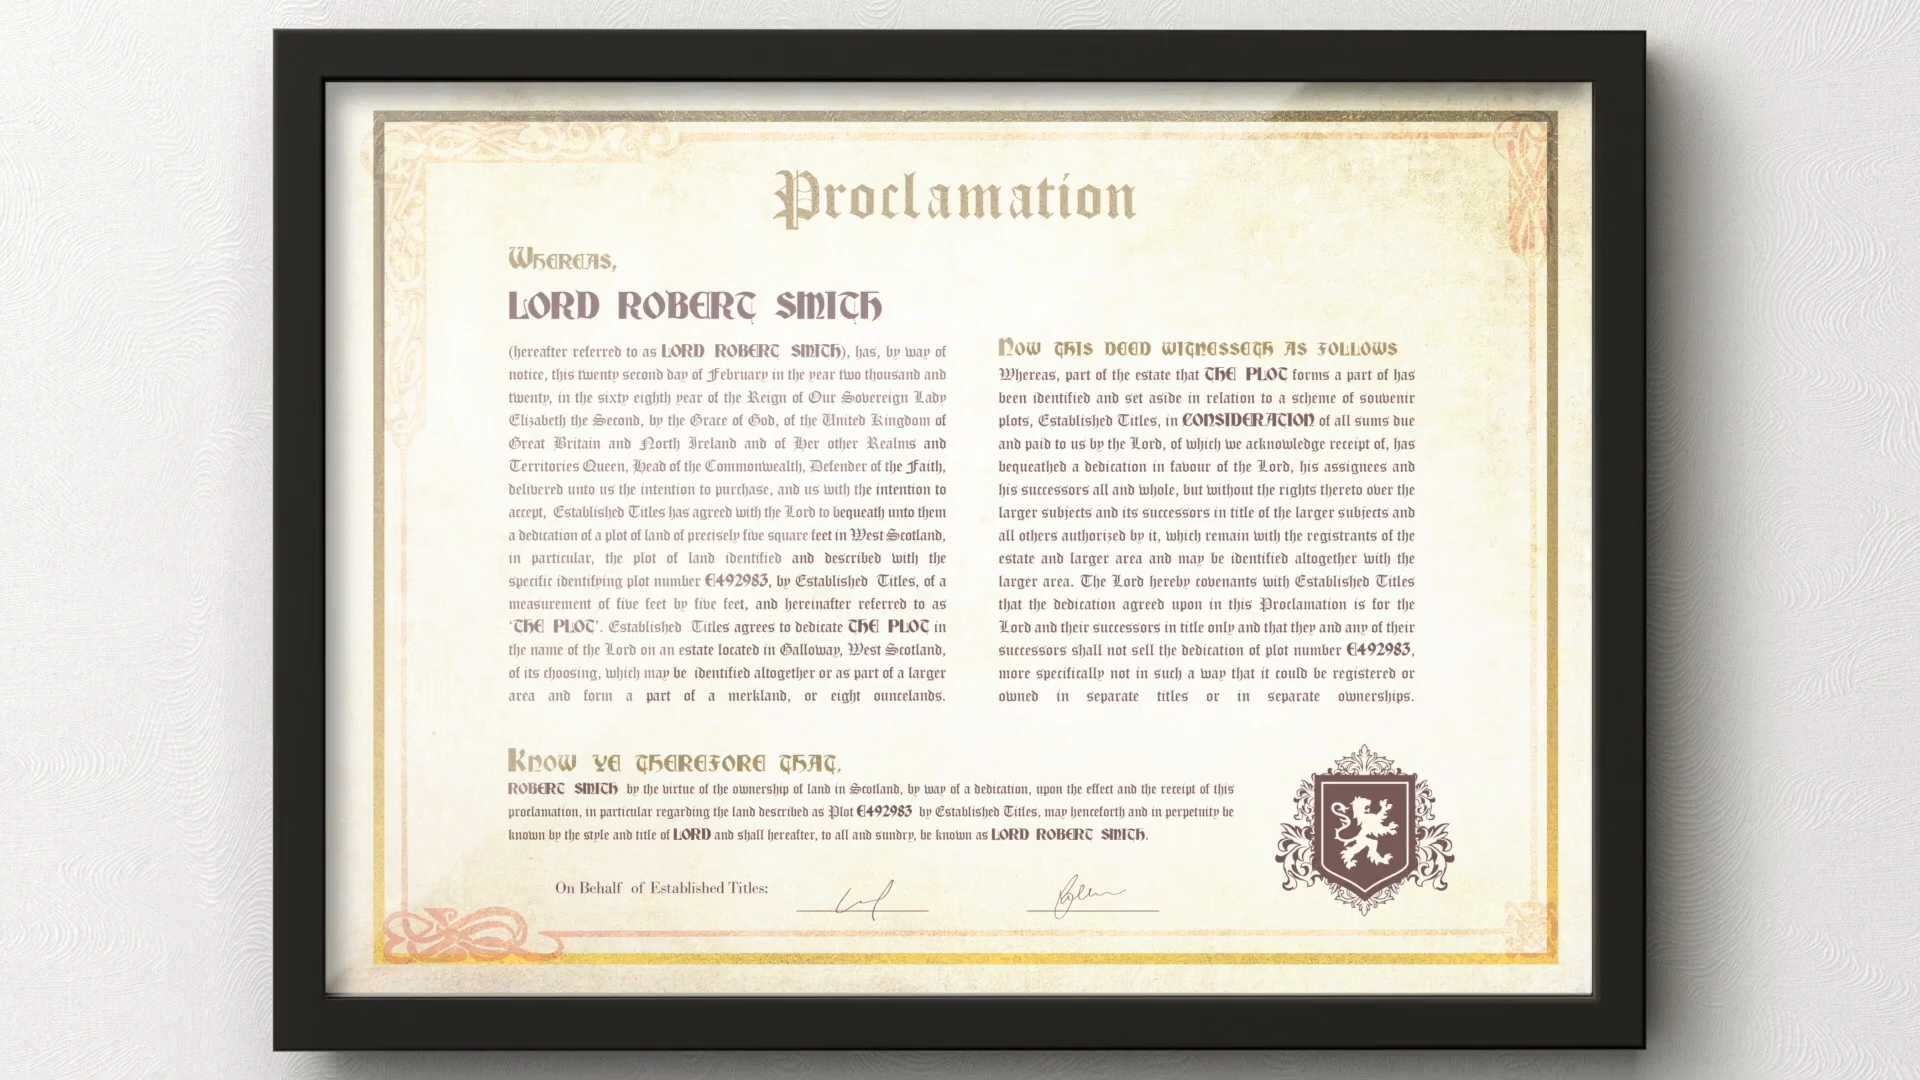 Proclamation
Whereas,
LORD ROBERT SMITH
(hereafter referred to as LORD ROBERT SMITH), has, by way of
notice, this twenty second day of February in the year two thousand and
twenty, in the sixty eighth year of the Reign of Our Sovereign Lady
Elizabeth the Second, by the Grace of God, of the United Kingdom of
Great Britain and North Ireland and of Her other Realms and
Territories Queen, Head of the Commonwealth, Defender of the Faith,
delivered unto us the intention to purchase, and us with the intention to
accept, Established Titles has agreed with the Lord to bequeath unto them
a dedication of a plot of land of precisely five square feet in West Scotland,
in particular, the plot of land identified and described with the
specific identifying plot number E492983, by Established Titles, of a
measurement of five feet by five feet, and hereinafter referred to as
‘THE PLOT’. Established Titles agrees to dedicate THE PLOT in
the name of the Lord on an estate located in Galloway, West Scotland,
of its choosing, which may be identified altogether or as part of a larger
area and form a part of a merkland, or eight ouncelands.
Now this deed witnesseth as follows
Whereas, part of the estate that THE PLOT forms a part of has
been identified and set aside in relation to a scheme of souvenir
plots, Established Titles, in CONSIDERATION of all sums due
and paid to us by the Lord, of which we acknowledge receipt of, has
bequeathed a dedication in favour of the Lord, his assignees and
his successors all and whole, but without the rights thereto over the
larger subjects and its successors in title of the larger subjects and
all others authorized by it, which remain with the registrants of the
estate and larger area and may be identified altogether with the
larger area. The Lord hereby covenants with Established Titles
that the dedication agreed upon in this Proclamation is for the
Lord and their successors in title only and that they and any of their
successors shall not sell the dedication of plot number E492983,
more specifically not in such a way that it could be registered or
owned in separate titles or in separate ownerships.
Know ye therefore that,
ROBERT SMITH by the virtue of the ownership of land in Scotland, by way of a dedication, upon the effect and the receipt of this
proclamation, in particular regarding the land described as Plot E492983 by Established Titles, may henceforth and in perpetuity be
known by the style and title of LORD and shall hereafter, to all and sundry, be known as LORD ROBERT SMITH.
On Behalf of Established Titles: